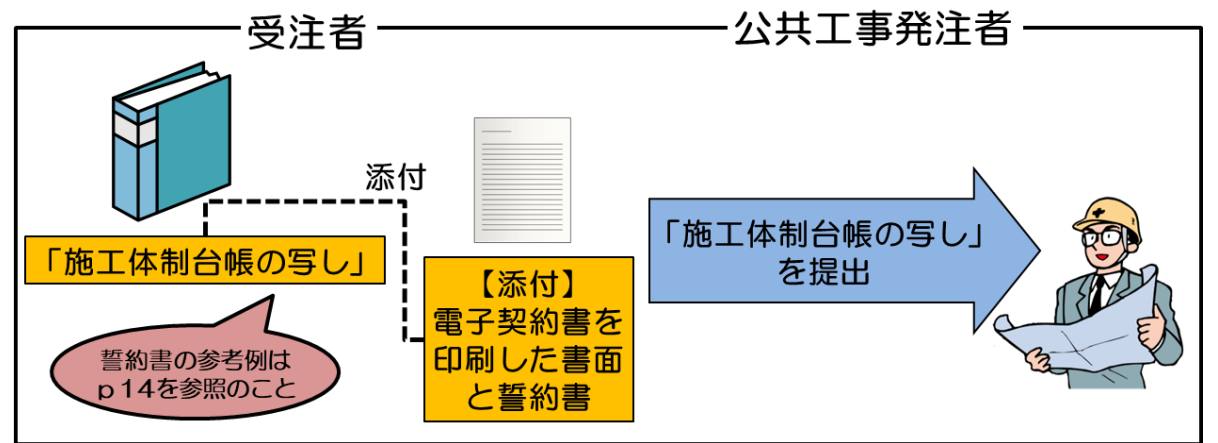 受注者
公共工事発注者
添付
「施工体制台帳の写し」
【添付】
電子契約書を
印刷した書面
と誓約書
誓約書の参考例は
p14を参照のこと
「施工体制台帳の写し」
を提出